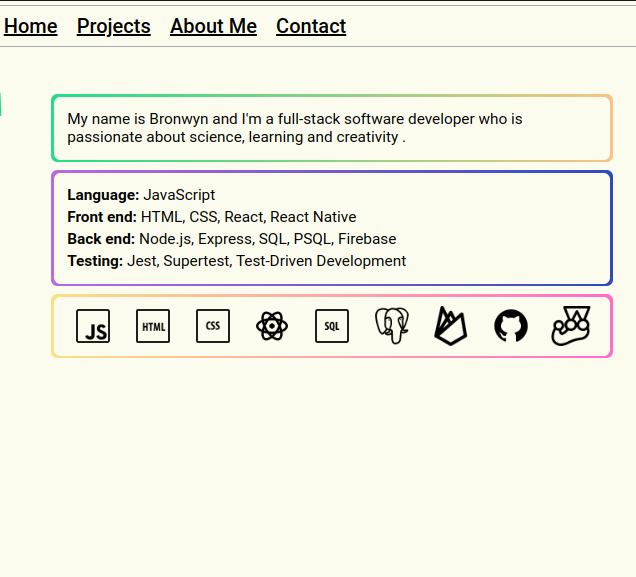 Home Projects About Me Contact
My name is Bronwyn and I'm a full-stack software developer who is
passionate about science, learning and creativity .
Language: JavaScript
Front end: HTML, CSS, React, React Native
Back end: Node.js, Express, SQL, PSQL, Firebase
Testing: Jest, Supertest, Test-Driven Development
JS HTML CSS SQL